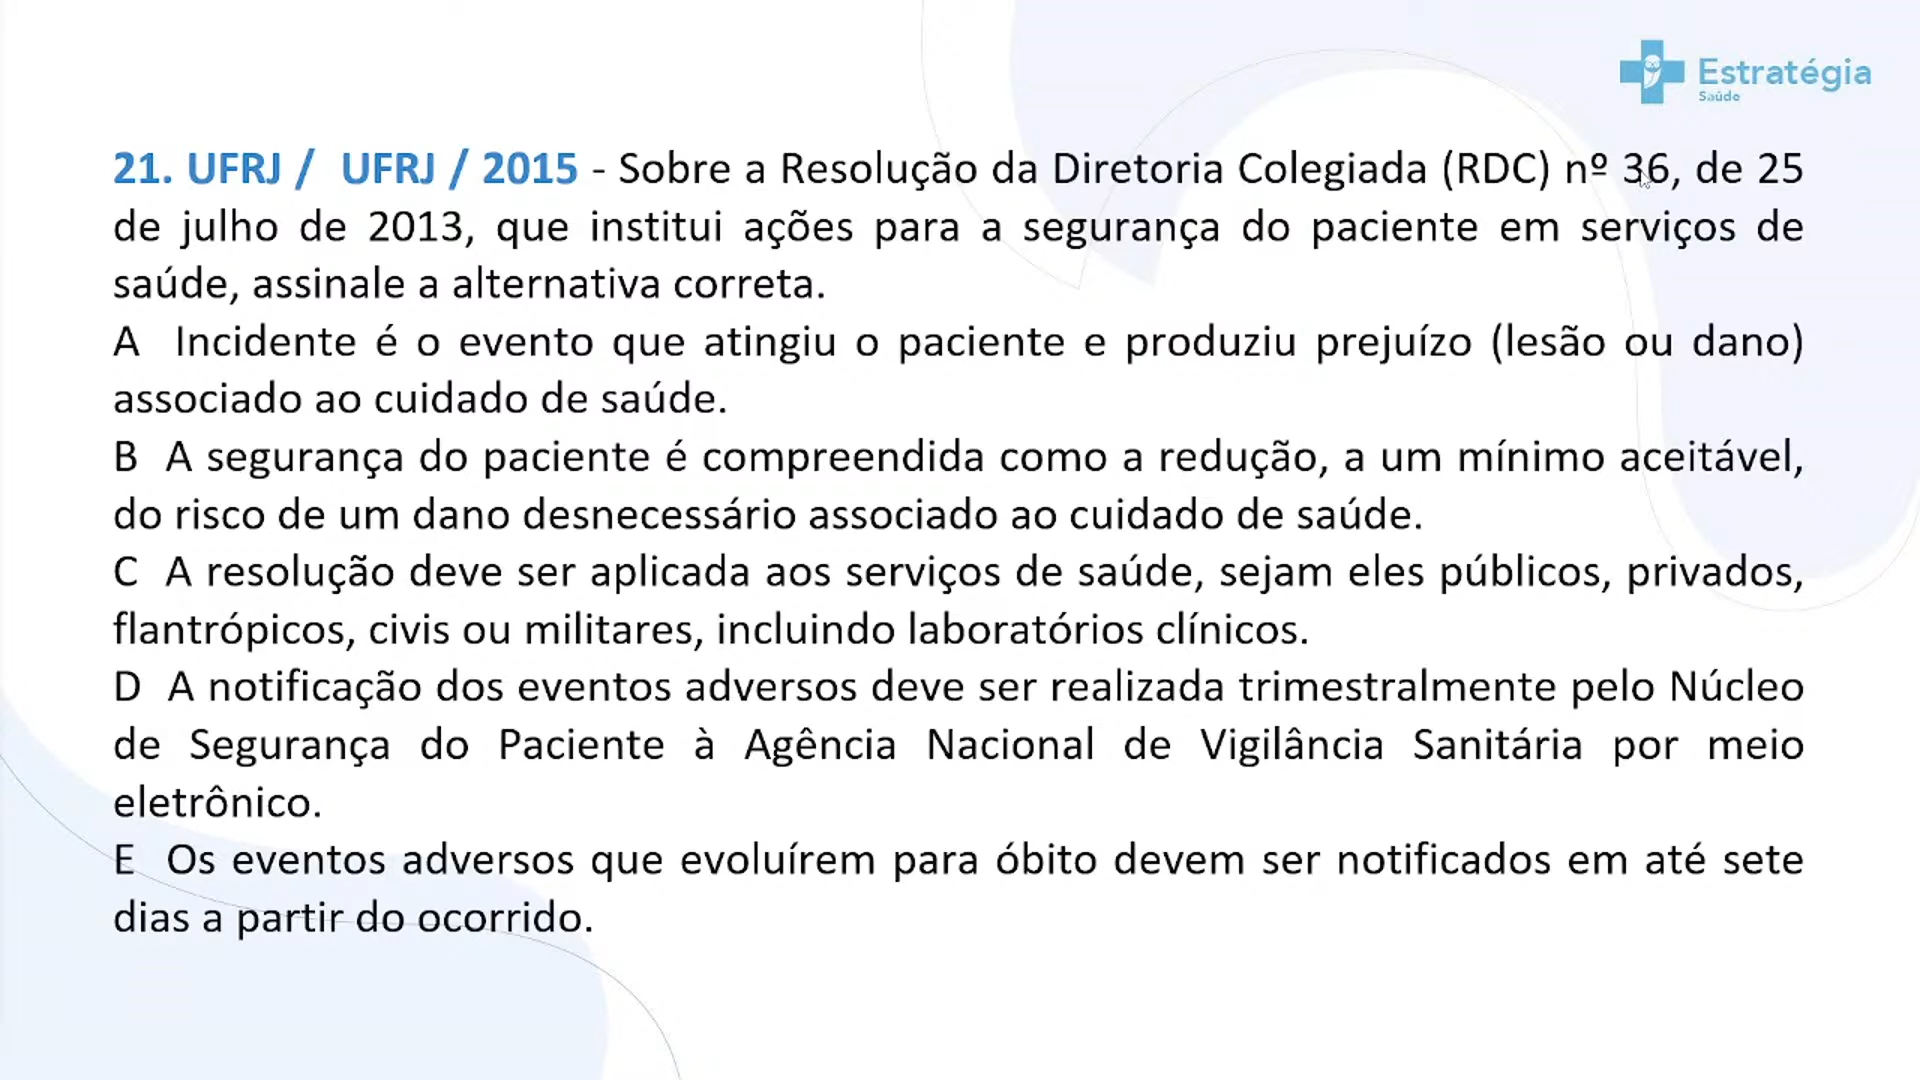 Estratégia
Saúde
21. UFRJ / UFRJ / 2015 - Sobre a Resolução da Diretoria Colegiada (RDC) nº 36, de 25
de julho de 2013, que institui ações para a segurança do paciente em serviços de
saúde, assinale a alternativa correta.
A Incidente é o evento que atingiu o paciente e produziu prejuízo (lesão ou dano)
associado ao cuidado de saúde.
B A segurança do paciente é compreendida como a redução, a um mínimo aceitável,
do risco de um dano desnecessário associado ao cuidado de saúde.
C A resolução deve ser aplicada aos serviços de saúde, sejam eles públicos, privados,
flantrópicos, civis ou militares, incluindo laboratórios clínicos.
D A notificação dos eventos adversos deve ser realizada trimestralmente pelo Núcleo
de Segurança do Paciente à Agência Nacional de Vigilância Sanitária por meio
eletrônico.
E Os eventos adversos que evoluírem para óbito devem ser notificados em até sete
dias a partir do ocorrido.